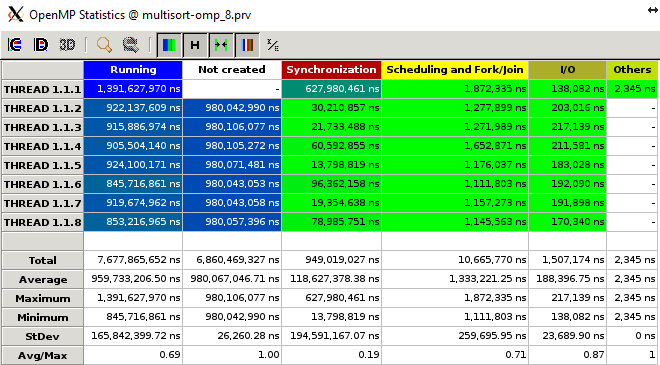 OpenMP Statistics @ multisort-omp_8.prv
3D H Σ/E
Running Not created Synchronization Scheduling and Fork/Join I/O Others
THREAD 1.1.1 1,391,627,970 ns - 627,980,461 ns 1,872,335 ns 138,082 ns 2,345 ns
THREAD 1.1.2 922,137,609 ns 980,042,990 ns 30,210,857 ns 1,277,899 ns 203,016 ns -
THREAD 1.1.3 915,886,974 ns 980,106,077 ns 21,733,488 ns 1,271,989 ns 217,139 ns -
THREAD 1.1.4 905,504,140 ns 980,105,272 ns 60,592,855 ns 1,652,871 ns 211,581 ns -
THREAD 1.1.5 924,100,171 ns 980,071,481 ns 13,798,819 ns 1,176,037 ns 183,028 ns -
THREAD 1.1.6 845,716,861 ns 980,043,053 ns 96,362,158 ns 1,111,803 ns 192,090 ns -
THREAD 1.1.7 919,674,962 ns 980,043,058 ns 19,354,638 ns 1,157,273 ns 191,898 ns -
THREAD 1.1.8 853,216,965 ns 980,057,396 ns 78,985,751 ns 1,145,563 ns 170,340 ns -
Total 7,677,865,652 ns 6,860,469,327 ns 949,019,027 ns 10,665,770 ns 1,507,174 ns 2,345 ns
Average 959,733,206.50 ns 980,067,046.71 ns 118,627,378.38 ns 1,333,221.25 ns 188,396.75 ns 2,345 ns
Maximum 1,391,627,970 ns 980,106,077 ns 627,980,461 ns 1,872,335 ns 217,139 ns 2,345 ns
Minimum 845,716,861 ns 980,042,990 ns 13,798,819 ns 1,111,803 ns 138,082 ns 2,345 ns
StDev 165,842,399.72 ns 26,260.28 ns 194,591,167.07 ns 259,695.95 ns 23,689.90 ns 0 ns
Avg/Max 0.69 1.00 0.19 0.71 0.87 1